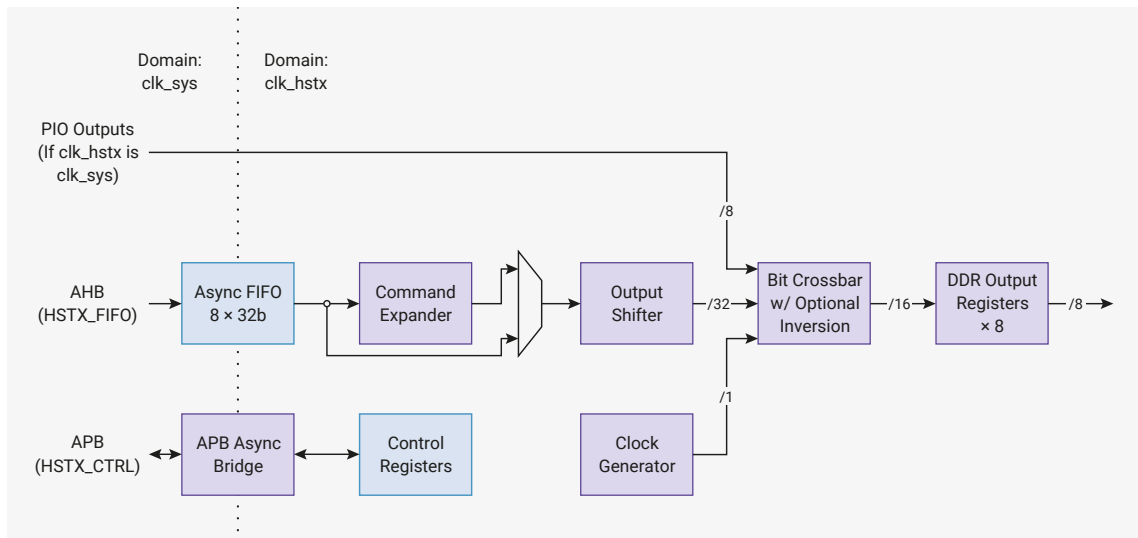 Domain:
clk_sys
Domain:
clk_hstx
PIO Outputs
(If clk_hstx is
clk_sys)
/8
AHB
(HSTX_FIFO)
Async FIFO
8 × 32b
Command
Expander
Output
Shifter
/32
Bit Crossbar
w/ Optional
Inversion
/16
DDR Output
Registers
× 8
/8
/1
APB
(HSTX_CTRL)
APB Async
Bridge
Control
Registers
Clock
Generator